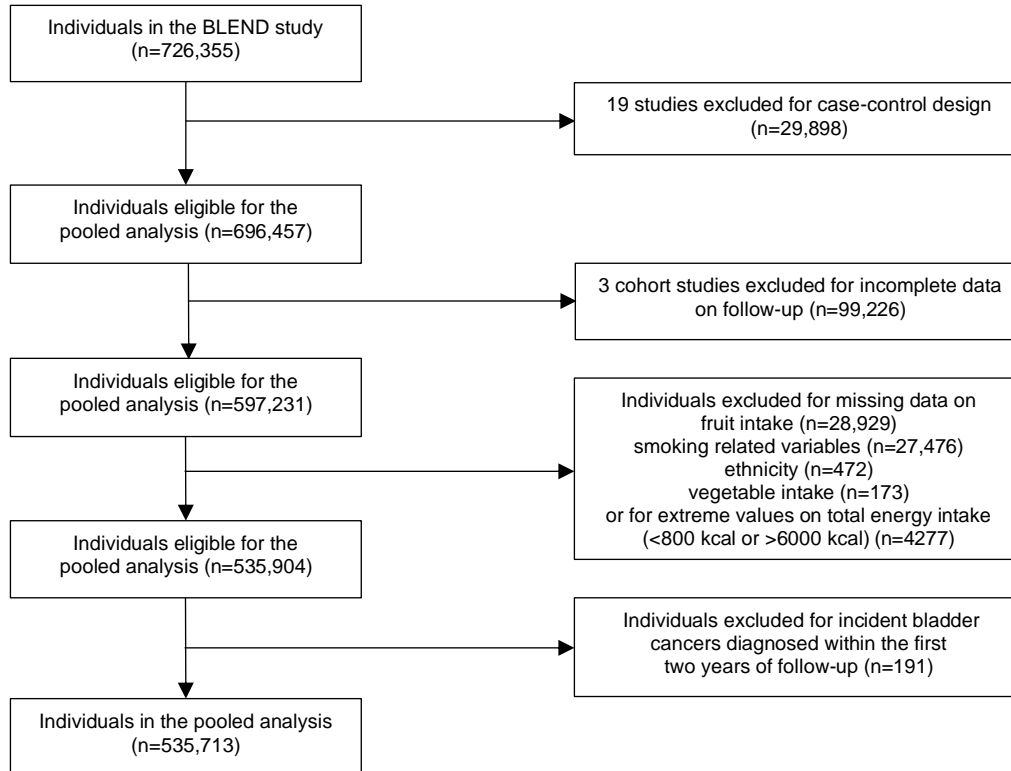 Individuals in the BLEND study
(n=726,355)
19 studies excluded for case-control design
(n=29,898)
Individuals eligible for the
pooled analysis (n=696,457)
3 cohort studies excluded for incomplete data
on follow-up (n=99,226)
Individuals eligible for the
pooled analysis (n=597,231)
Individuals excluded for missing data on
fruit intake (n=28,929)
smoking related variables (n=27,476)
ethnicity (n=472)
vegetable intake (n=173)
or for extreme values on total energy intake
(<800 kcal or >6000 kcal) (n=4277)
Individuals eligible for the
pooled analysis (n=535,904)
Individuals excluded for incident bladder
cancers diagnosed within the first
two years of follow-up (n=191)
Individuals in the pooled analysis
(n=535,713)